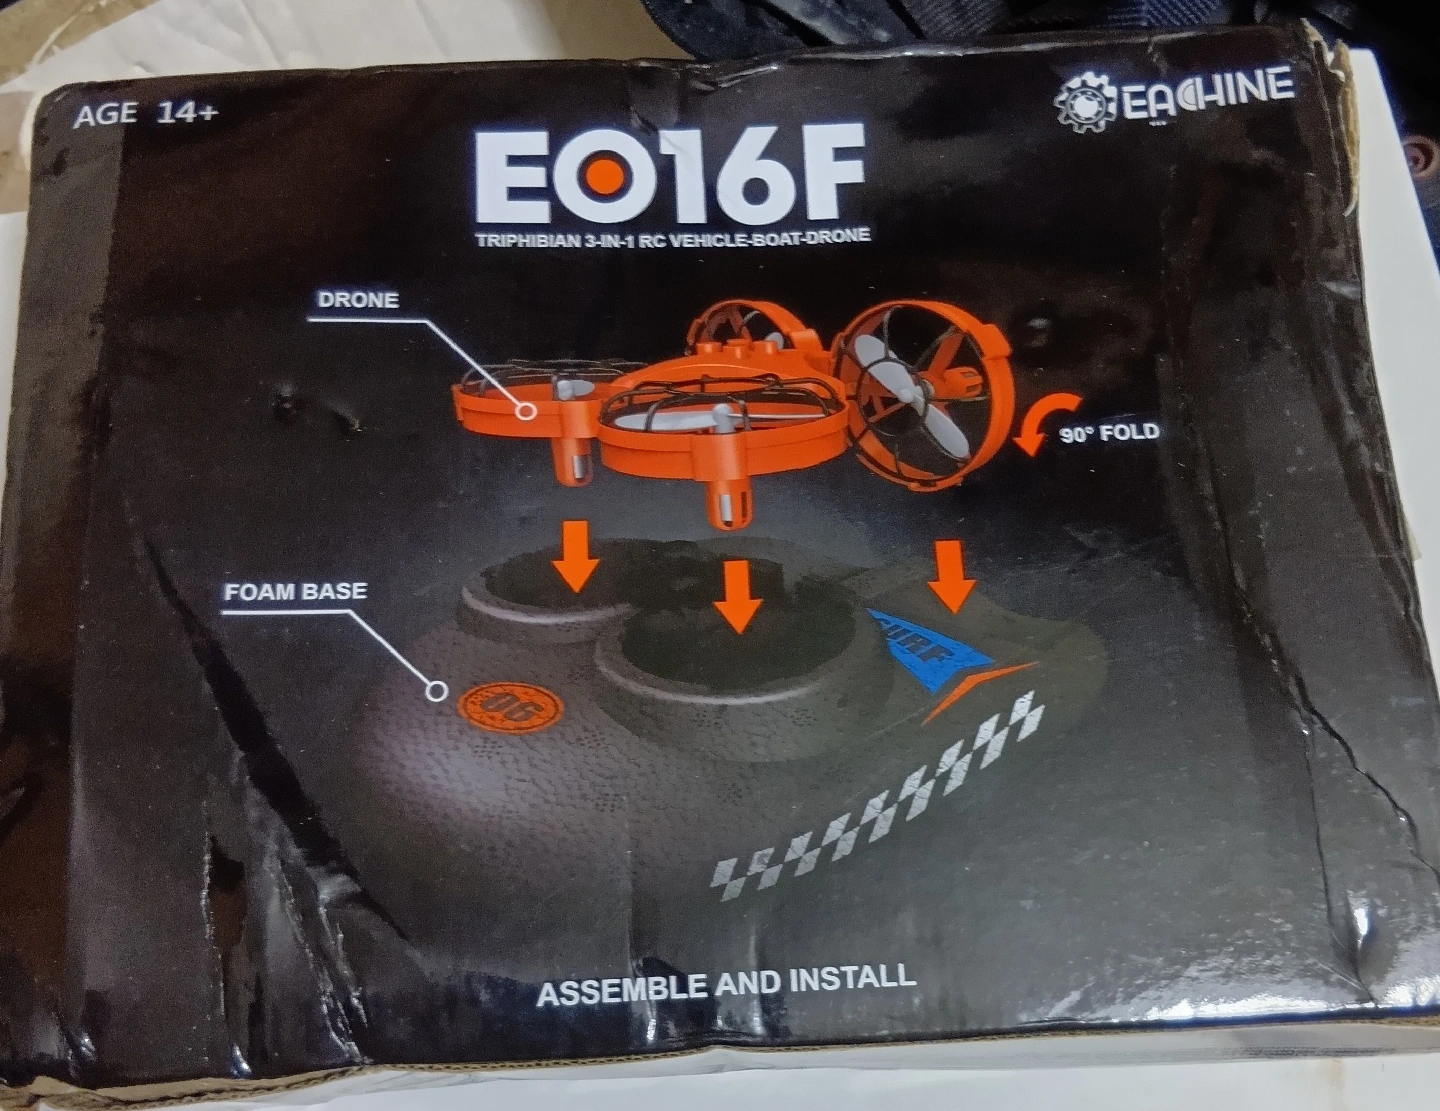 AGE 14+
EACHINE
EO16F
TRIPHIBIAN 3-IN-1 RC VEHICLE-BOAT-DRONE
DRONE
90° FOLD
FOAM BASE
06
ASSEMBLE AND INSTALL